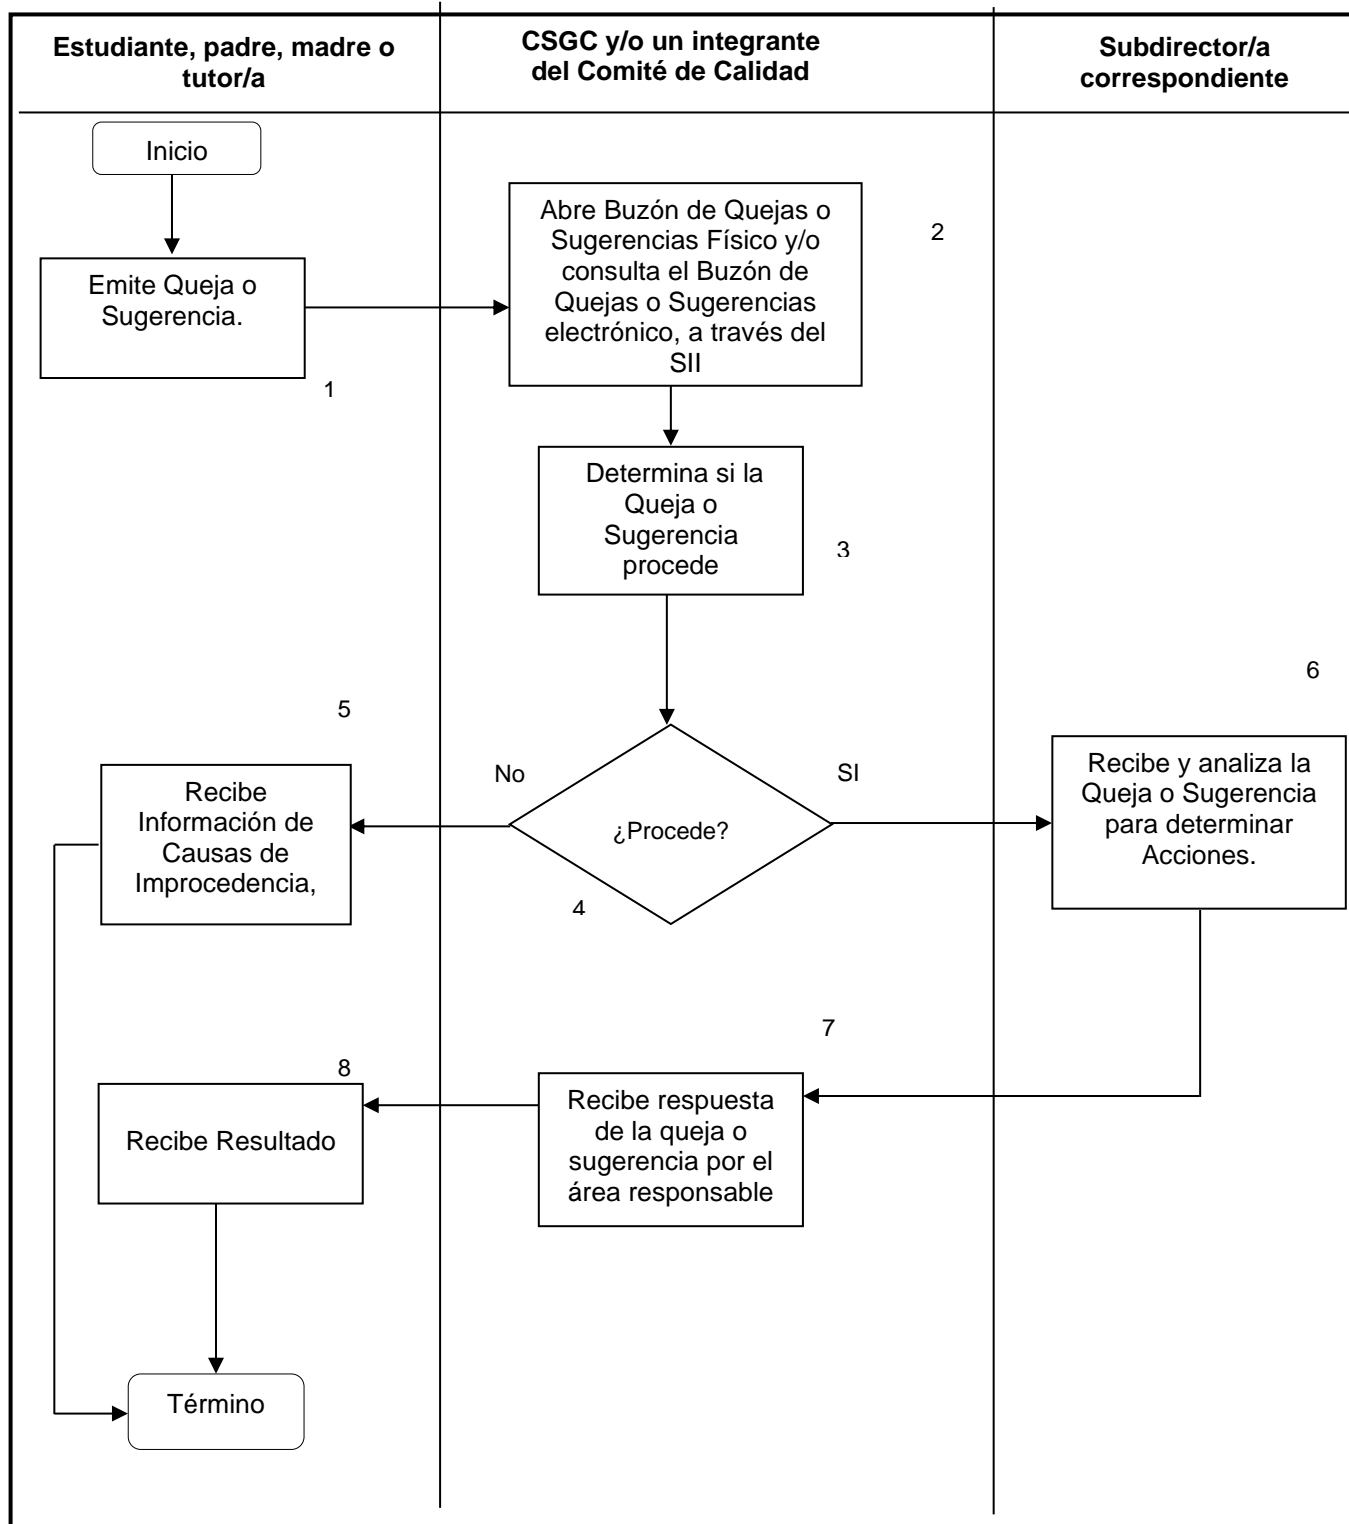 Estudiante, padre, madre o
tutor/a
CSGC y/o un integrante
del Comité de Calidad
Subdirector/a
correspondiente
Inicio
Emite Queja o
Sugerencia.
1
Abre Buzón de Quejas o
Sugerencias Físico y/o
consulta el Buzón de
Quejas o Sugerencias
electrónico, a través del
SII
2
Determina si la
Queja o
Sugerencia
procede
3
¿Procede?
4
No
SI
5
Recibe
Información de
Causas de
Improcedencia,
6
Recibe y analiza la
Queja o Sugerencia
para determinar
Acciones.
7
Recibe respuesta
de la queja o
sugerencia por el
área responsable
8
Recibe Resultado
Término